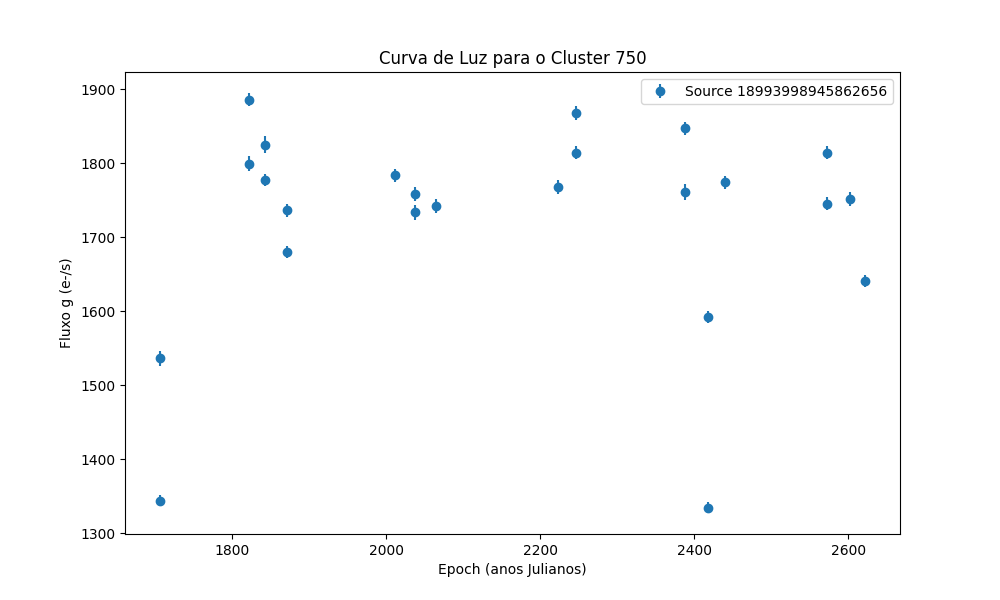 Curva de Luz para o Cluster 750
Source 18993998945862656
1900
1800
1700
1600
1500
1400
1300
Fluxo g (e-/s)
1800 2000 2200 2400 2600
Epoch (anos Julianos)